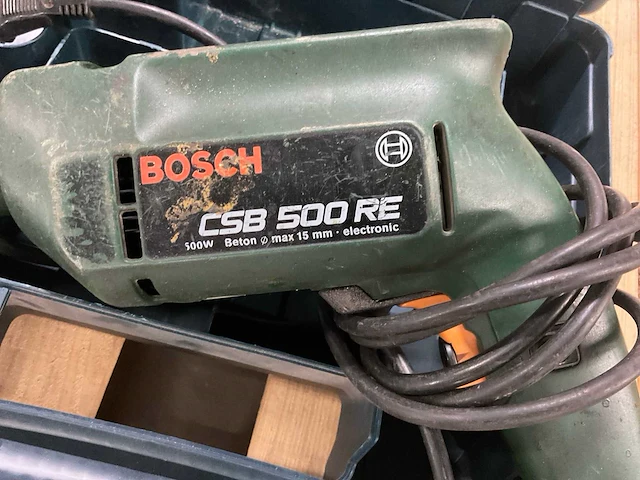 BOSCH
CSB 500 RE
500W Beton ø max 15 mm · electronic